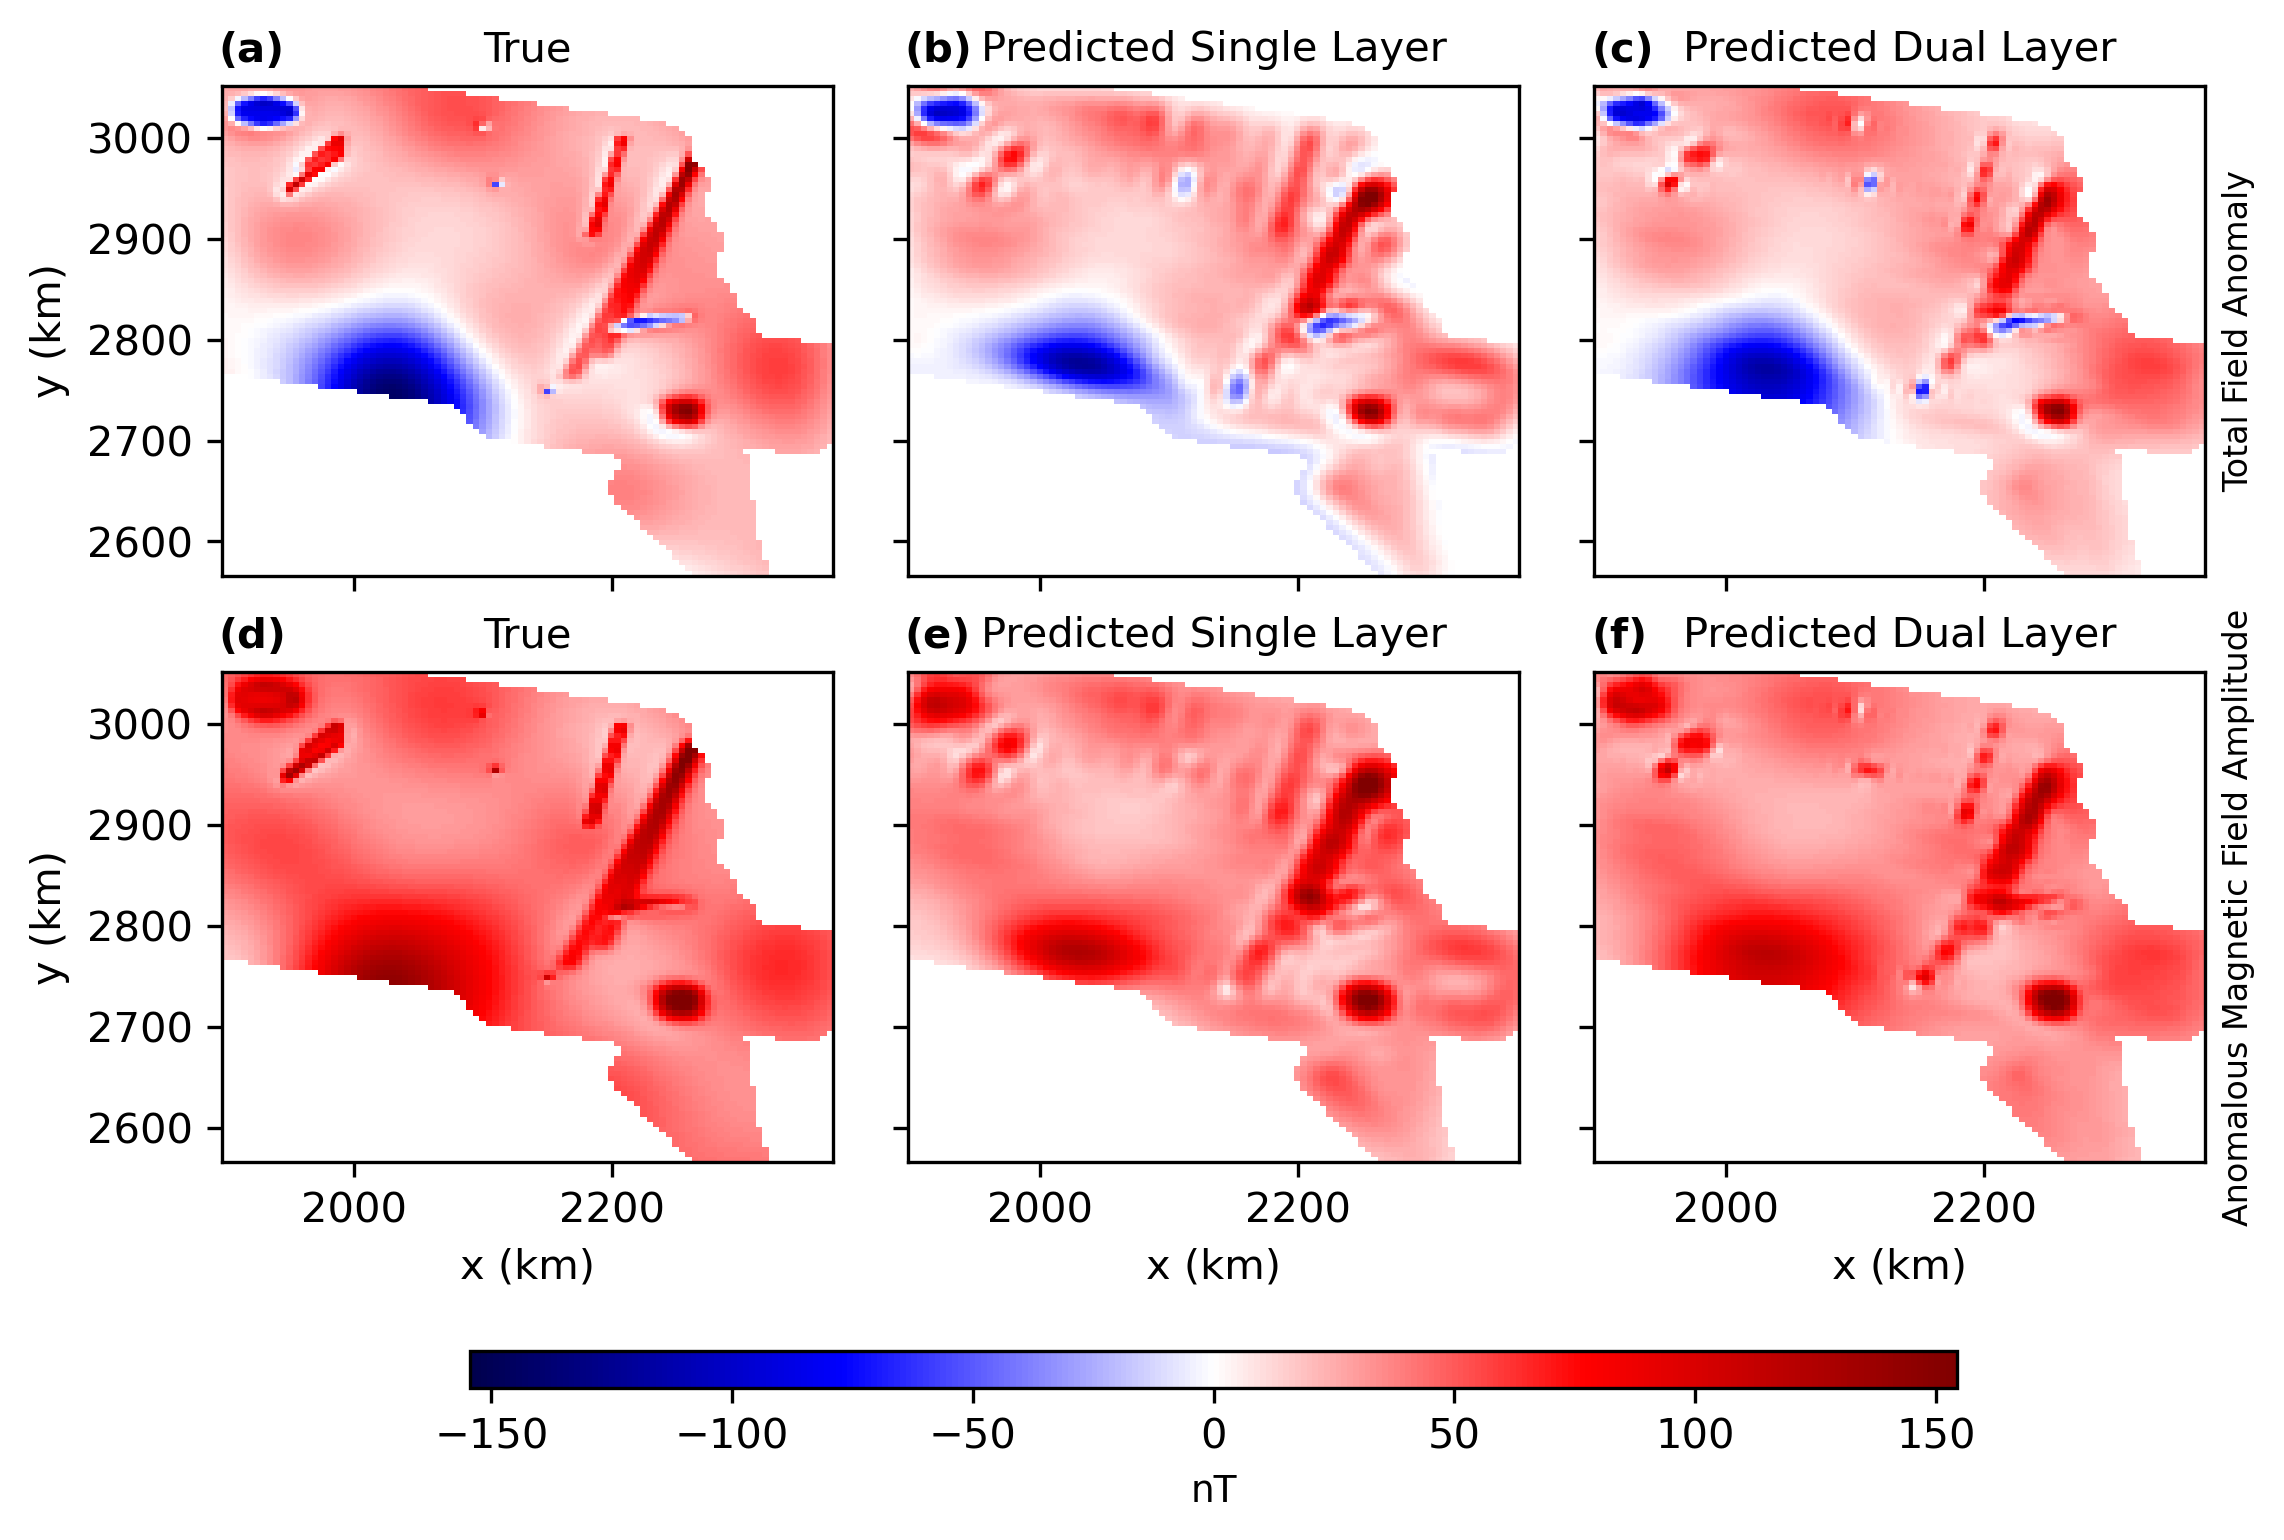 (a) True
(b) Predicted Single Layer
(c) Predicted Dual Layer
3000
2900
2800
2700
2600
y (km)
Total Field Anomaly
(d) True
(e) Predicted Single Layer
(f) Predicted Dual Layer
3000
2900
2800
2700
2600
y (km)
Anomalous Magnetic Field Amplitude
2000 2200
2000 2200
2000 2200
x (km)
x (km)
x (km)
−150 −100 −50 0 50 100 150
nT